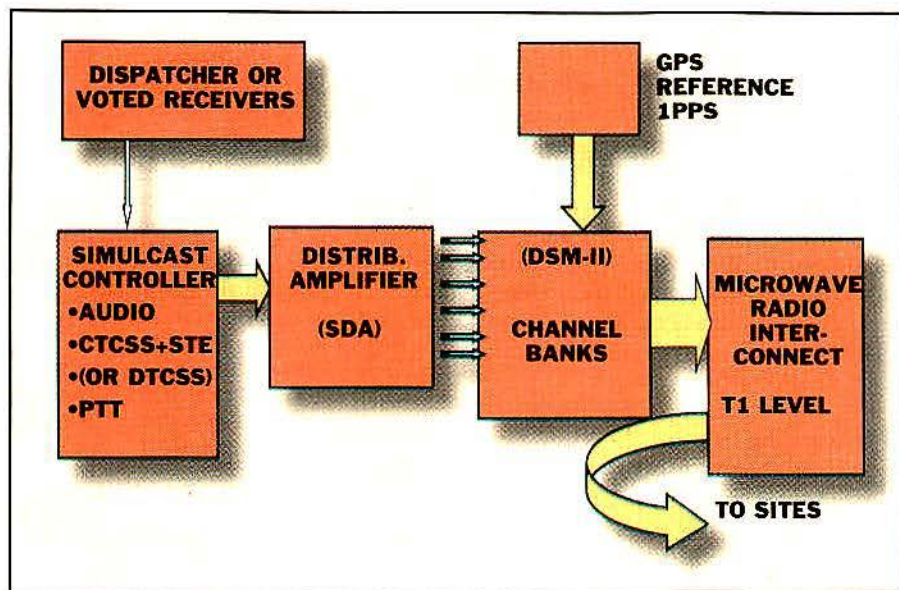 DISPATCHER OR
VOTED RECEIVERS
GPS
REFERENCE
1PPS
SIMULCAST
CONTROLLER
•AUDIO
•CTCSS+STE
•(OR DTCSS)
•PTT
DISTRIB.
AMPLIFIER
(SDA)
(DSM-II)
CHANNEL
BANKS
MICROWAVE
RADIO
INTER-
CONNECT
T1 LEVEL
TO SITES